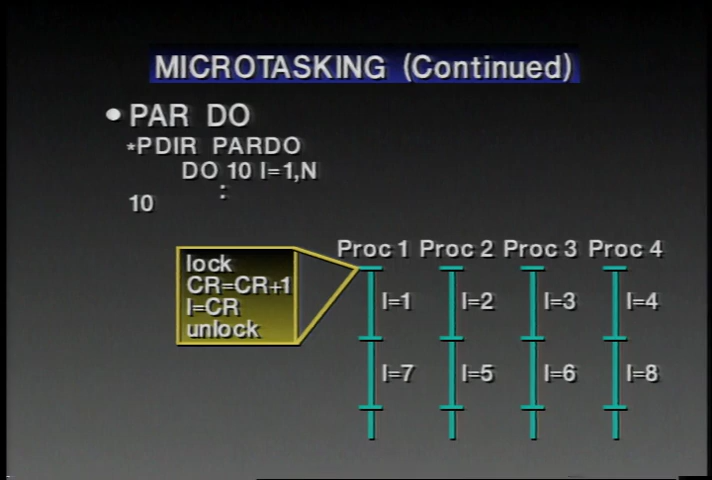 MICROTASKING (Continued)
• PAR DO
*PDIR PARDO
DO 10 I=1,N
:
10
Proc 1 Proc 2 Proc 3 Proc 4
lock
CR=CR+1
I=CR
unlock
I=1 I=2 I=3 I=4
I=7 I=5 I=6 I=8